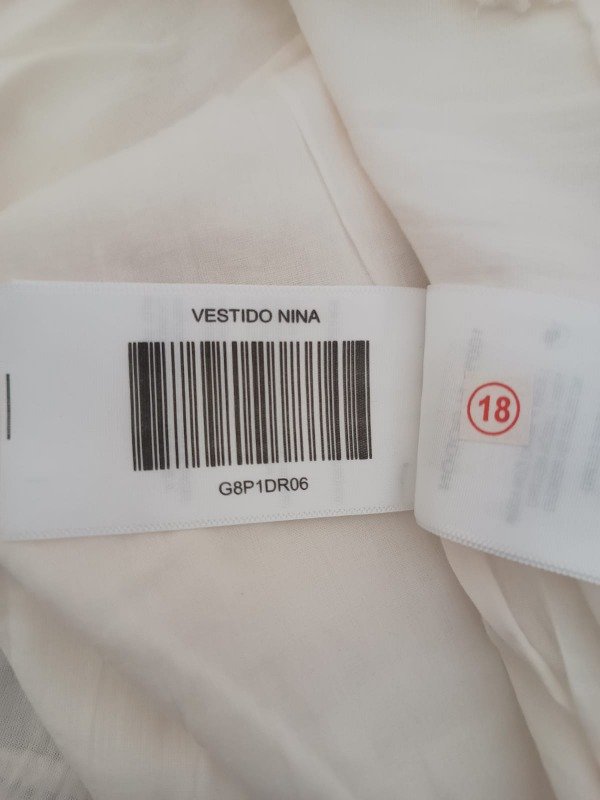 VESTIDO NINA
G8P1DR06
18